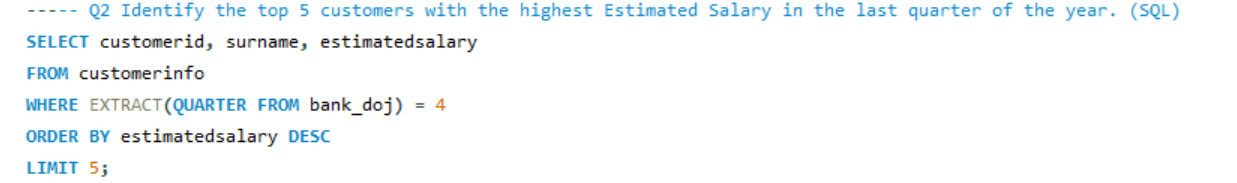 ----- Q2 Identify the top 5 customers with the highest Estimated Salary in the last quarter of the year. (SQL)
SELECT customerid, surname, estimatedsalary
FROM customerinfo
WHERE EXTRACT(QUARTER FROM bank_doj) = 4
ORDER BY estimatedsalary DESC
LIMIT 5;